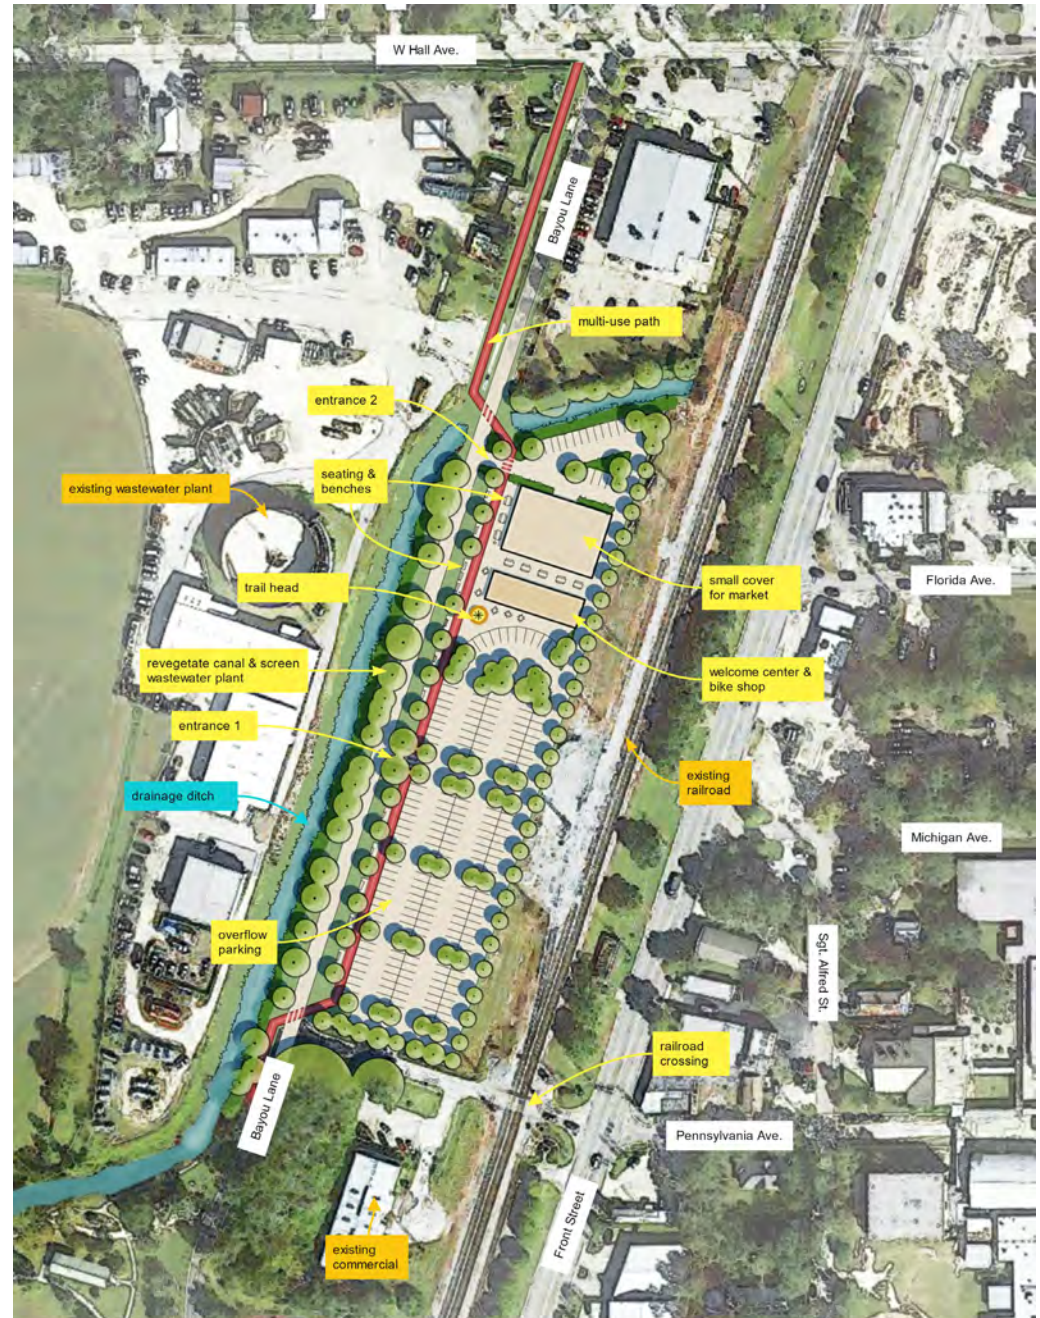 W Hall Ave.
Bayou Lane
multi-use path
entrance 2
seating &
benches
existing wastewater plant
trail head
small cover
for market
Florida Ave.
revegetate canal & screen
wastewater plant
welcome center &
bike shop
entrance 1
existing
railroad
drainage ditch
Michigan Ave.
overflow
parking
Sgt. Alfred St.
railroad
crossing
Bayou Lane
Pennsylvania Ave.
Front Street
existing
commercial